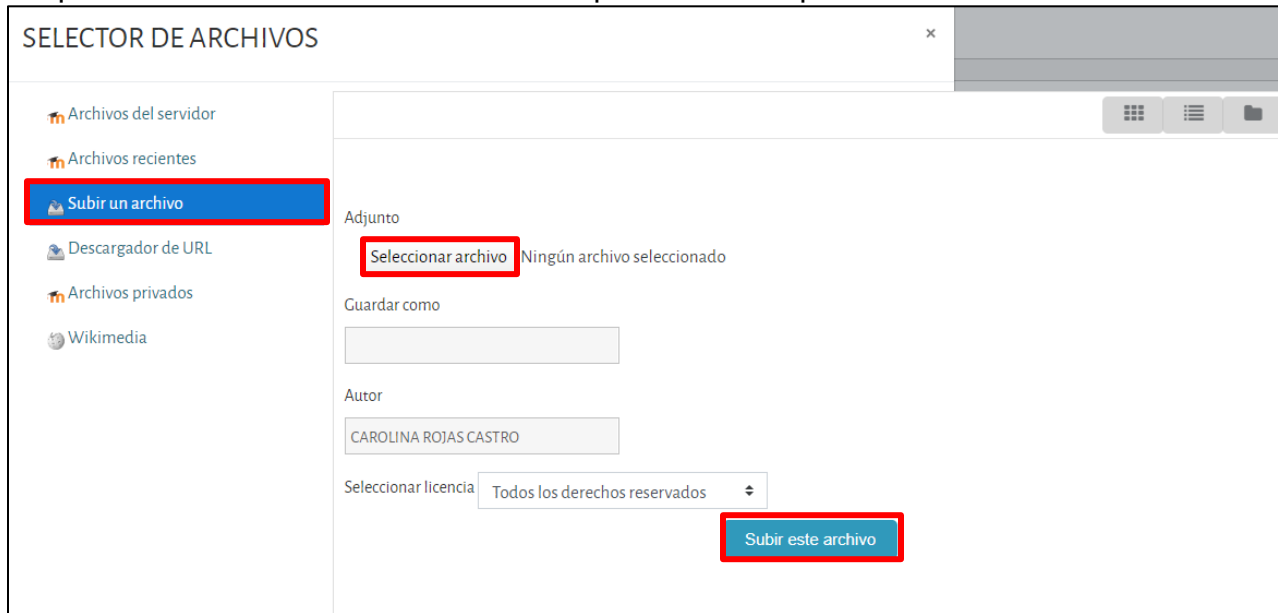 SELECTOR DE ARCHIVOS ×
Archivos del servidor
Archivos recientes
Subir un archivo
Descargador de URL
Archivos privados
Wikimedia
Adjunto
Seleccionar archivo Ningún archivo seleccionado
Guardar como
Autor
CAROLINA ROJAS CASTRO
Seleccionar licencia Todos los derechos reservados
Subir este archivo